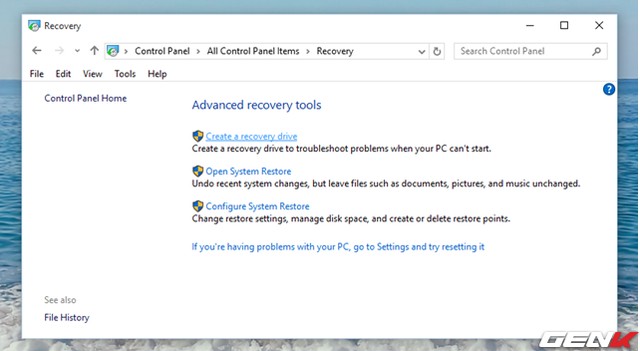 Recovery
Control Panel > All Control Panel Items > Recovery
Search Control Panel
File Edit View Tools Help
?
Control Panel Home
Advanced recovery tools
Create a recovery drive
Create a recovery drive to troubleshoot problems when your PC can't start.
Open System Restore
Undo recent system changes, but leave files such as documents, pictures, and music unchanged.
Configure System Restore
Change restore settings, manage disk space, and create or delete restore points.
If you're having problems with your PC, go to Settings and try resetting it
See also
File History
GENK